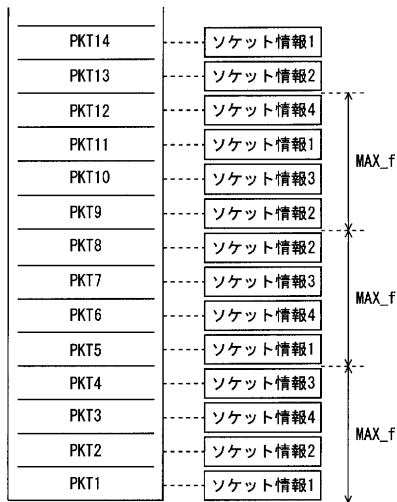 PKT14 ソケット情報1
PKT13 ソケット情報2
PKT12 ソケット情報4
PKT11 ソケット情報1
MAX_f
PKT10 ソケット情報3
PKT9 ソケット情報2
PKT8 ソケット情報2
PKT7 ソケット情報3
MAX_f
PKT6 ソケット情報4
PKT5 ソケット情報1
PKT4 ソケット情報3
PKT3 ソケット情報4
MAX_f
PKT2 ソケット情報2
PKT1 ソケット情報1